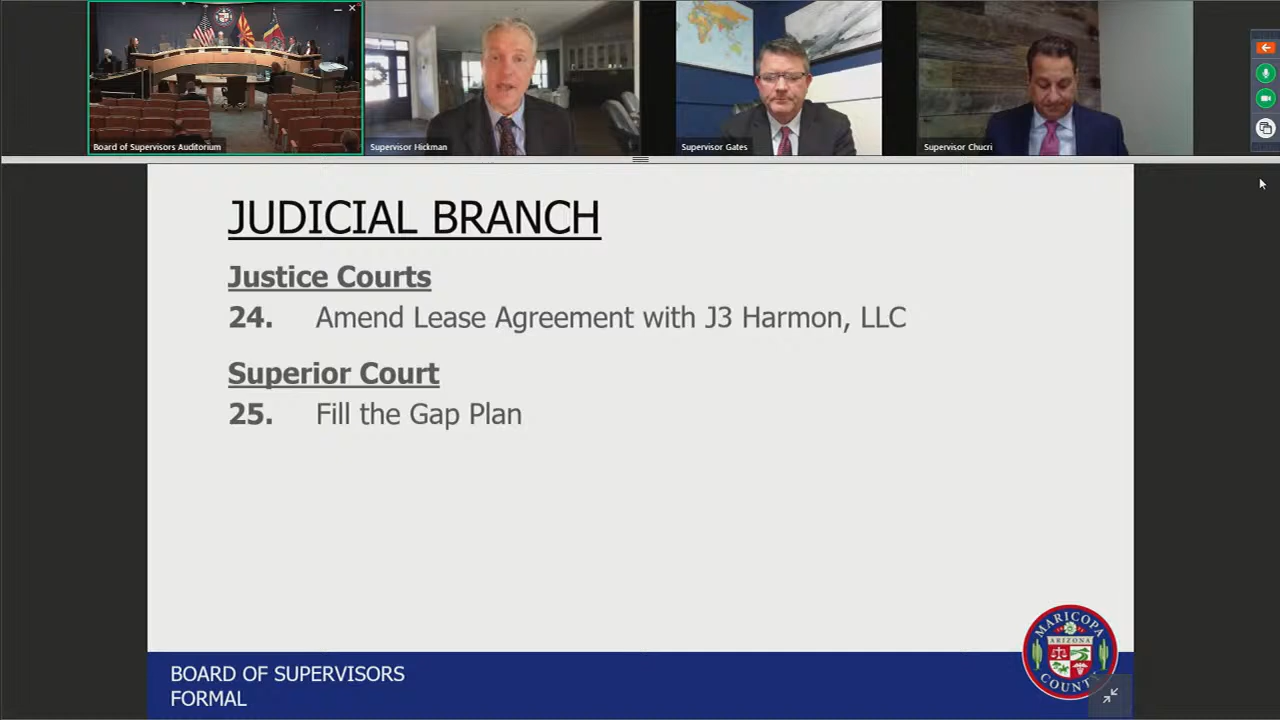 Board of Supervisors Auditorium
Supervisor Hickman
Supervisor Gates
Supervisor Chucri
JUDICIAL BRANCH
Justice Courts
24. Amend Lease Agreement with J3 Harmon, LLC
Superior Court
25. Fill the Gap Plan
BOARD OF SUPERVISORS
FORMAL
MARICOPA
ARIZONA
COUNTY